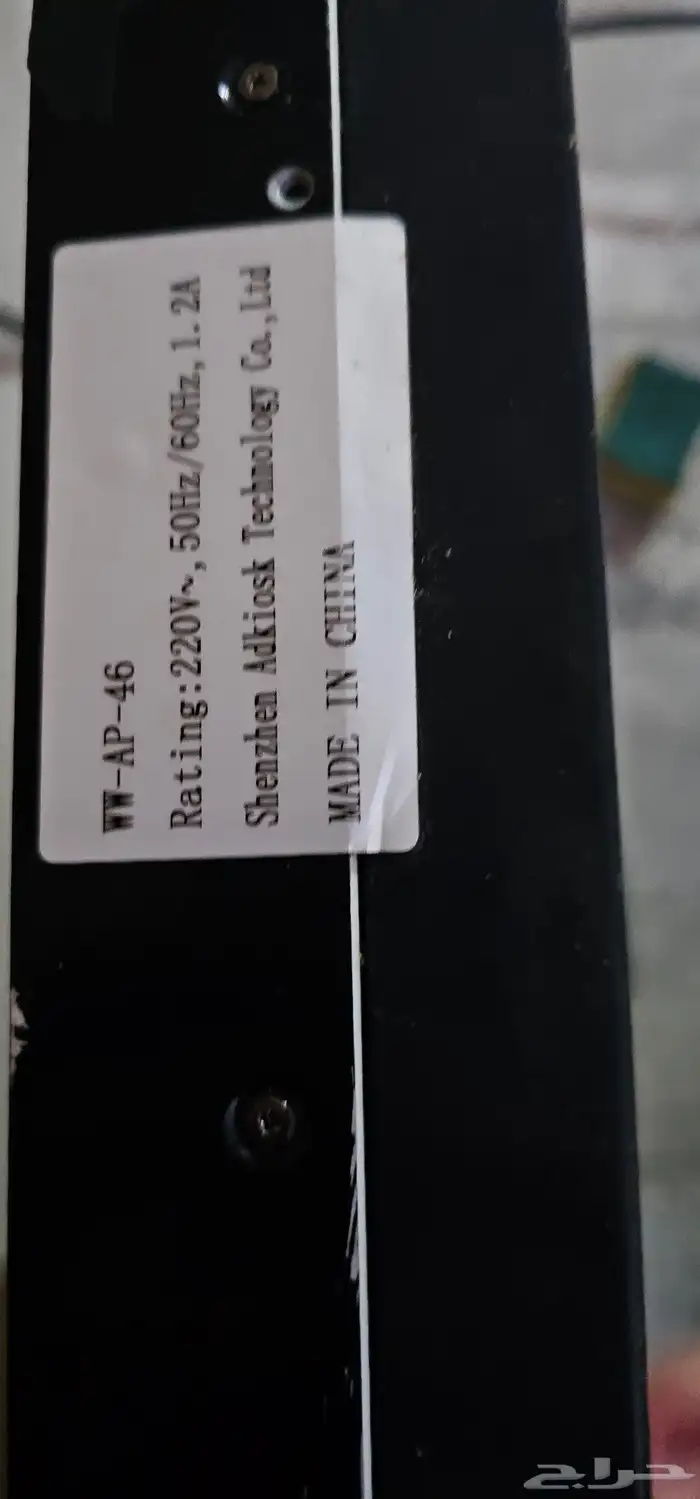 WW-AP-46
Rating:220V~,50Hz/60Hz,1.2A
Shenzhen Adkiosk Technology Co.,Ltd
MADE IN CHINA
حراج